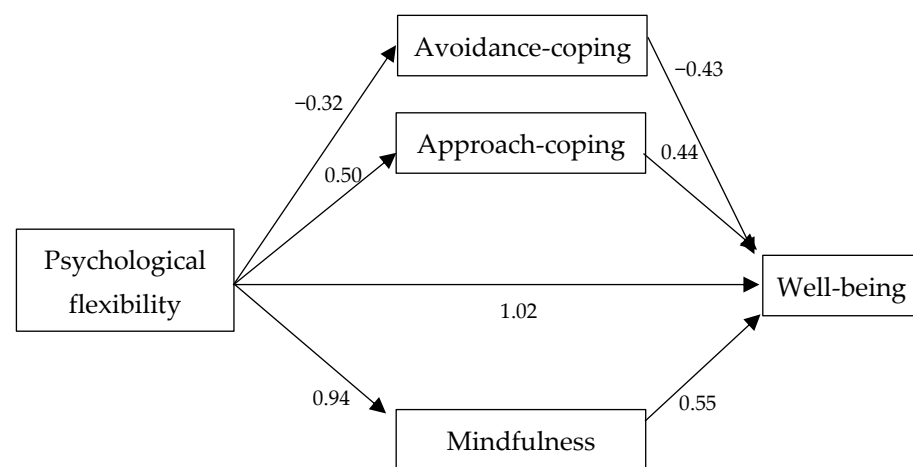 Avoidance-coping
−0.43
−0.32
Approach-coping
0.44
0.50
Psychological
flexibility
Well-being
1.02
0.94
0.55
Mindfulness